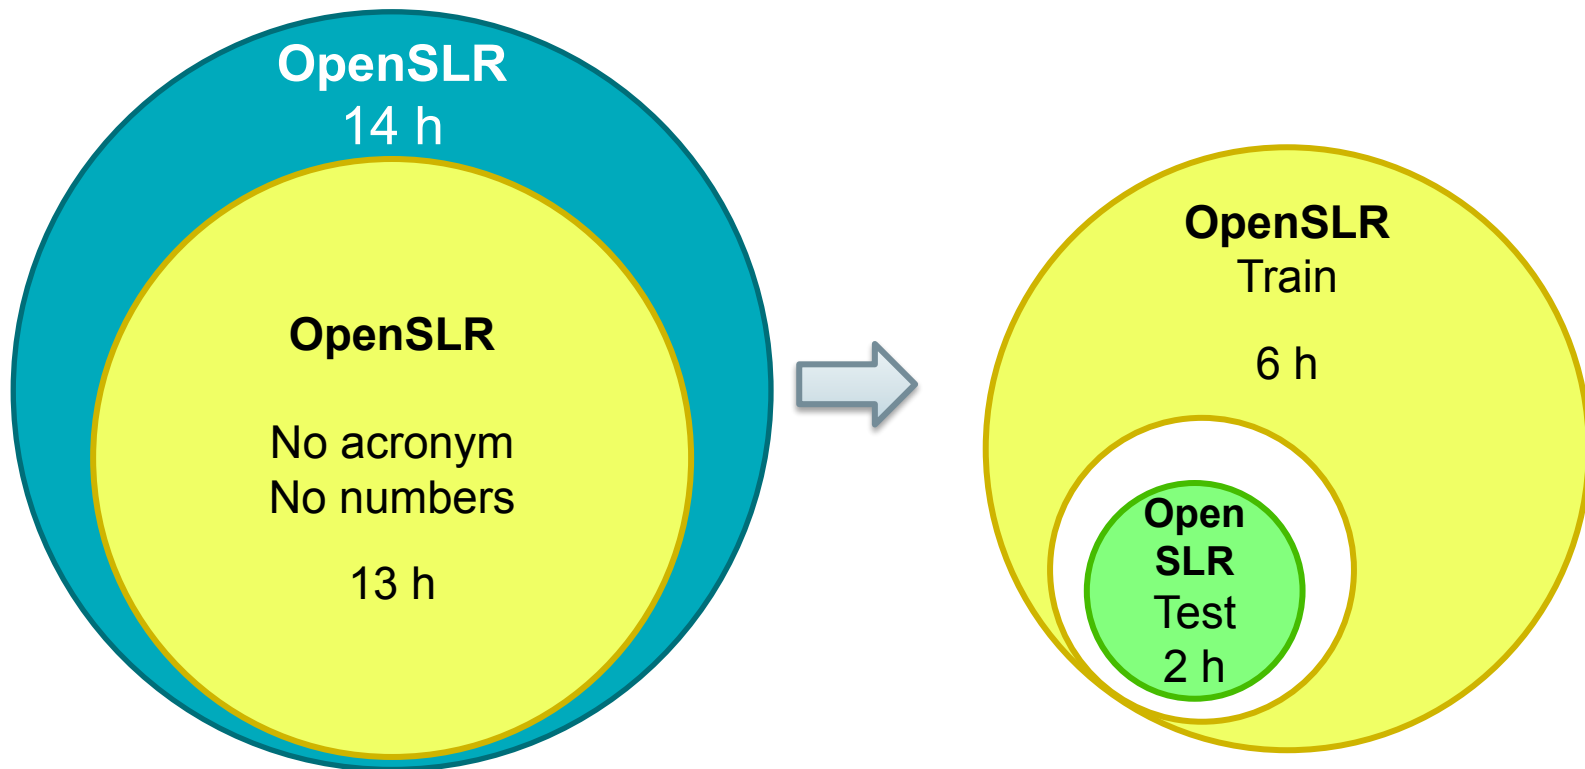 OpenSLR
14 h
OpenSLR
No acronym
No numbers
13 h
OpenSLR
Train
6 h
Open
SLR
Test
2 h